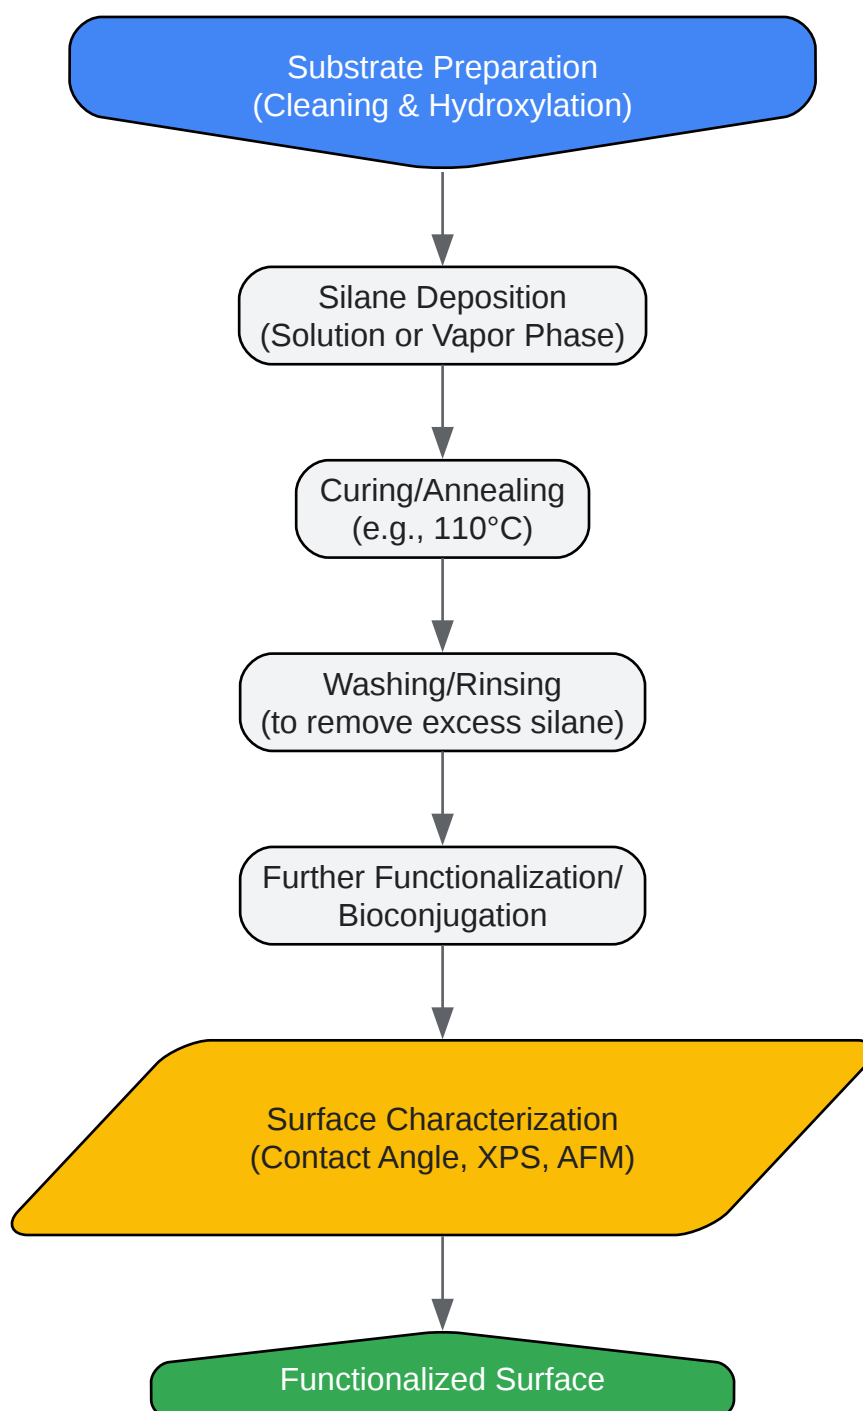 Substrate Preparation
(Cleaning & Hydroxylation)
Silane Deposition
(Solution or Vapor Phase)
Curing/Annealing
(e.g., 110°C)
Washing/Rinsing
(to remove excess silane)
Further Functionalization/
Bioconjugation
Surface Characterization
(Contact Angle, XPS, AFM)
Functionalized Surface